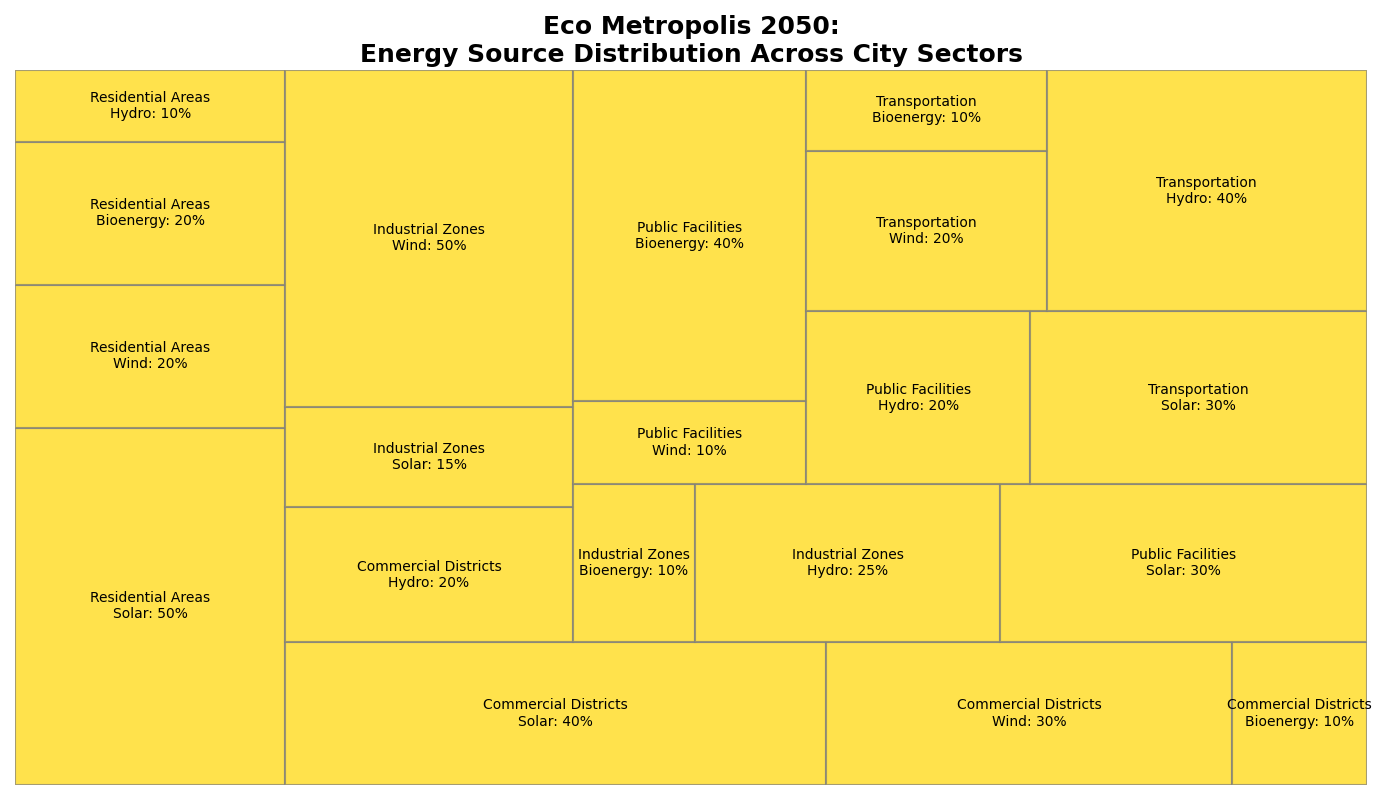 Eco Metropolis 2050:
Energy Source Distribution Across City Sectors
Residential Areas
Hydro: 10%
Residential Areas
Bioenergy: 20%
Residential Areas
Wind: 20%
Residential Areas
Solar: 50%
Industrial Zones
Wind: 50%
Industrial Zones
Solar: 15%
Commercial Districts
Hydro: 20%
Public Facilities
Bioenergy: 40%
Public Facilities
Wind: 10%
Transportation
Bioenergy: 10%
Transportation
Wind: 20%
Transportation
Hydro: 40%
Public Facilities
Hydro: 20%
Transportation
Solar: 30%
Industrial Zones
Bioenergy: 10%
Industrial Zones
Hydro: 25%
Public Facilities
Solar: 30%
Commercial Districts
Solar: 40%
Commercial Districts
Wind: 30%
Commercial Districts
Bioenergy: 10%